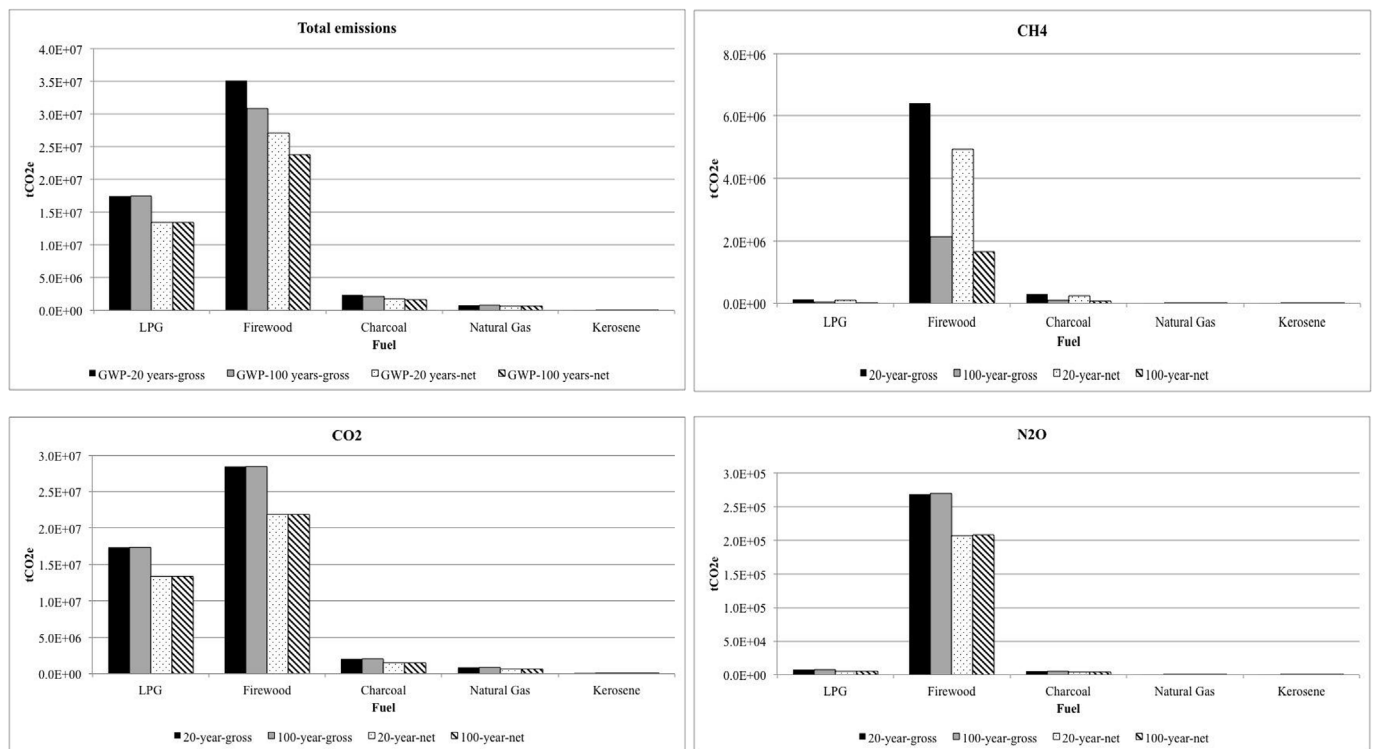 Total emissions
4.0E+07
3.5E+07
3.0E+07
2.5E+07
2.0E+07
1.5E+07
1.0E+07
5.0E+06
0.0E+00
tCO2e
LPG Firewood Charcoal Natural Gas Kerosene
Fuel
GWP-20 years-gross GWP-100 years-gross GWP-20 years-net GWP-100 years-net
CH4
8.0E+06
6.0E+06
4.0E+06
2.0E+06
0.0E+00
tCO2e
LPG Firewood Charcoal Natural Gas Kerosene
Fuel
20-year-gross 100-year-gross 20-year-net 100-year-net
CO2
3.0E+07
2.5E+07
2.0E+07
1.5E+07
1.0E+07
5.0E+06
0.0E+00
tCO2e
LPG Firewood Charcoal Natural Gas Kerosene
Fuel
20-year-gross 100-year-gross 20-year-net 100-year-net
N2O
3.0E+05
2.5E+05
2.0E+05
1.5E+05
1.0E+05
5.0E+04
0.0E+00
tCO2e
LPG Firewood Charcoal Natural Gas Kerosene
Fuel
20-year-gross 100-year-gross 20-year-net 100-year-net